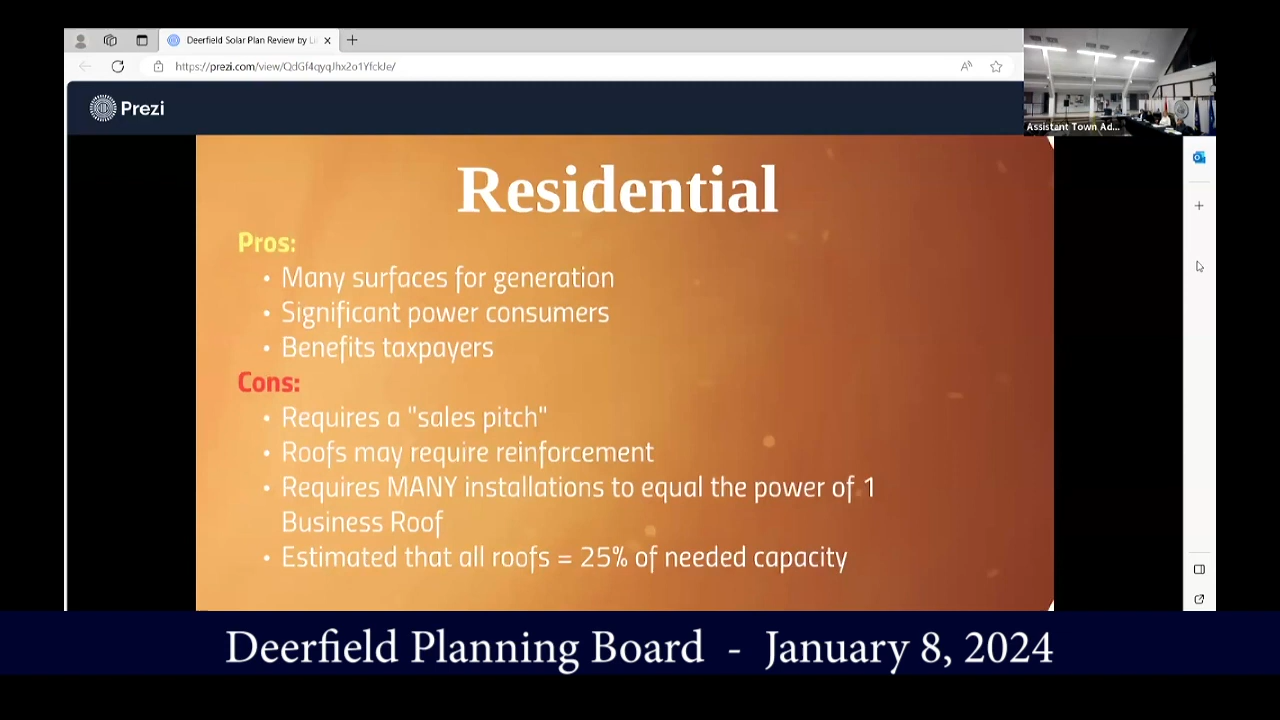 Deerfield Solar Plan Review by Li
https://prezi.com/view/QdGf4qyqJhx2o1YfckJe/
Prezi
Assistant Town Ad...
Residential
Pros:
• Many surfaces for generation
• Significant power consumers
• Benefits taxpayers
Cons:
• Requires a "sales pitch"
• Roofs may require reinforcement
• Requires MANY installations to equal the power of 1
Business Roof
• Estimated that all roofs = 25% of needed capacity
Deerfield Planning Board - January 8, 2024